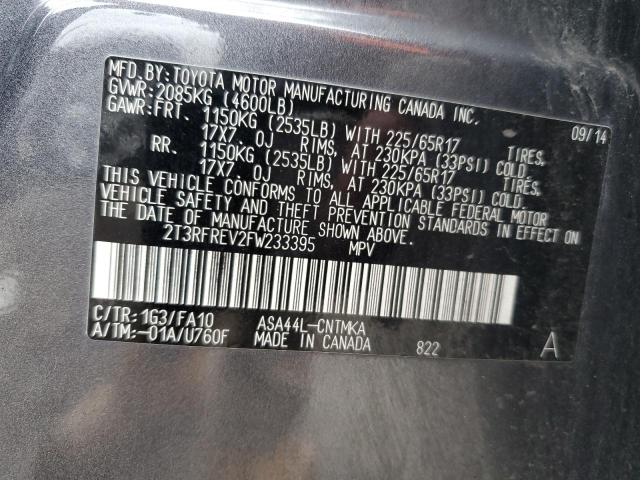 MFD.BY:TOYOTA MOTOR MANUFACTURING CANADA INC.
GVWR:2085KG (4600LB) 09/14
GAWR:FRT. 1150KG (2535LB) WITH 225/65R17 TIRES,
17X7 0J RIMS, AT 230KPA (33PSI) COLD.
RR. 1150KG (2535LB) WITH 225/65R17 TIRES,
17X7 0J RIMS, AT 230KPA (33PSI) COLD.
THIS VEHICLE CONFORMS TO ALL APPLICABLE FEDERAL MOTOR
VEHICLE SAFETY AND THEFT PREVENTION STANDARDS IN EFFECT ON
THE DATE OF MANUFACTURE SHOWN ABOVE.
2T3RFREV2FW233395 MPV
C/TR:1G3/FA10 ASA44L-CNTMKA
A/TM:-01A/U760F MADE IN CANADA 822 A